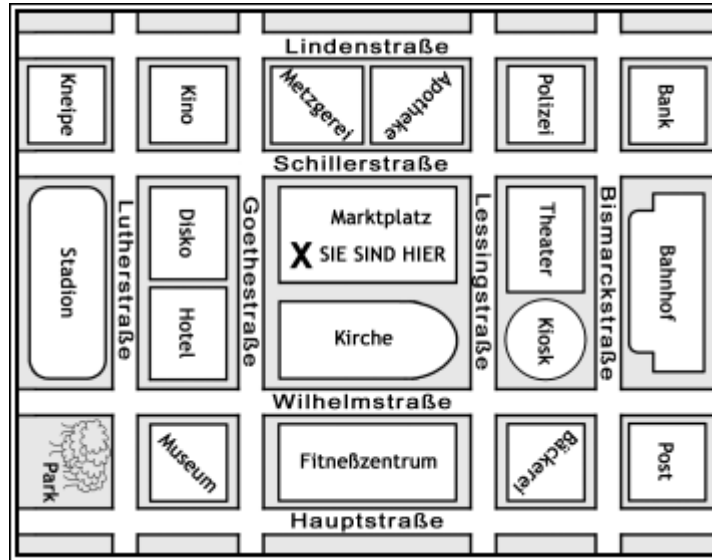 Lindenstraße
Kneipe
Kino
Metzgerei
Apotheke
Polizei
Bank
Schillerstraße
Stadion
Lutherstraße
Disko
Hotel
Goethestraße
Marktplatz
X SIE SIND HIER
Kirche
Lessingstraße
Theater
Kiosk
Bismarckstraße
Bahnhof
Wilhelmstraße
Park
Museum
Fitneßzentrum
Bäckerei
Post
Hauptstraße